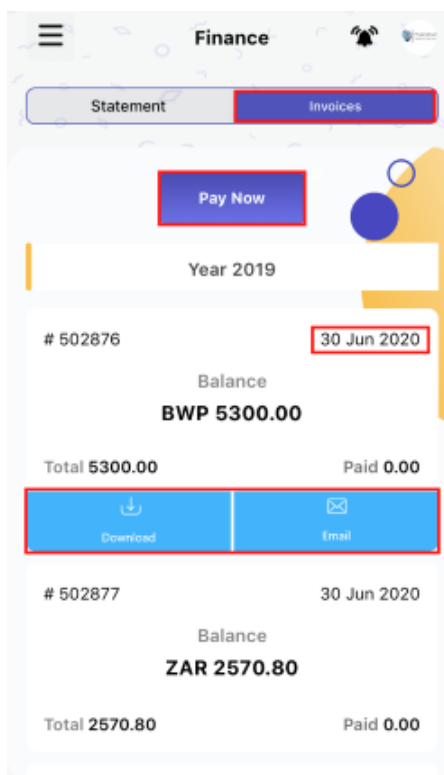 Finance
Statement Invoices
Pay Now
Year 2019
# 502876 30 Jun 2020
Balance
BWP 5300.00
Total 5300.00 Paid 0.00
Download Email
# 502877 30 Jun 2020
Balance
ZAR 2570.80
Total 2570.80 Paid 0.00